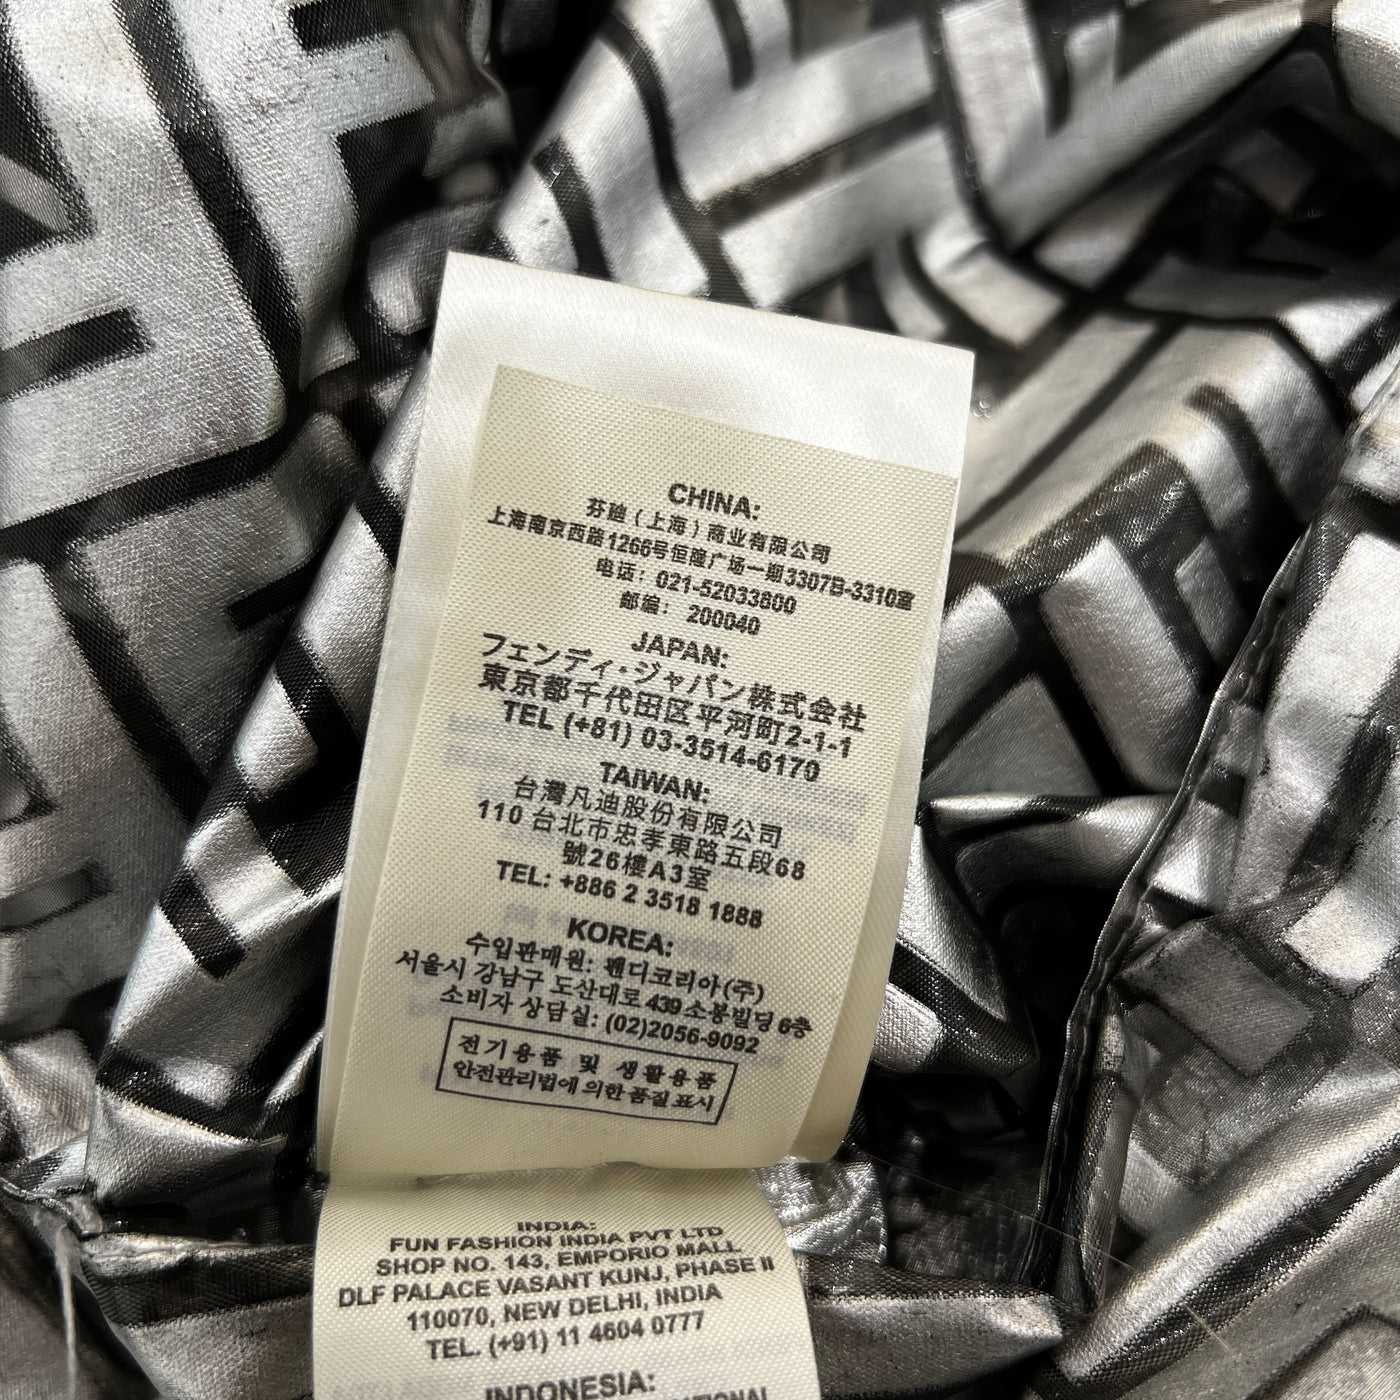 CHINA:
芬迪（上海）商业有限公司
上海南京西路1266号恒隆广场一期3307B-3310室
电话：021-52033800
邮编：200040
JAPAN:
フェンディ・ジャパン株式会社
東京都千代田区平河町2-1-1
TEL (+81) 03-3514-6170
TAIWAN:
台灣凡迪股份有限公司
110 台北市忠孝東路五段68
號26樓A3室
TEL: +886 2 3518 1888
KOREA:
수입판매원: 펜디코리아(주)
서울시 강남구 도산대로 439 소봉빌딩 6층
소비자 상담실: (02)2056-9092
전기용품 및 생활용품
안전관리법에 의한 품질표시
INDIA:
FUN FASHION INDIA PVT LTD
SHOP NO. 143, EMPORIO MALL
DLF PALACE VASANT KUNJ, PHASE II
110070, NEW DELHI, INDIA
TEL. (+91) 11 4604 0777
INDONESIA: